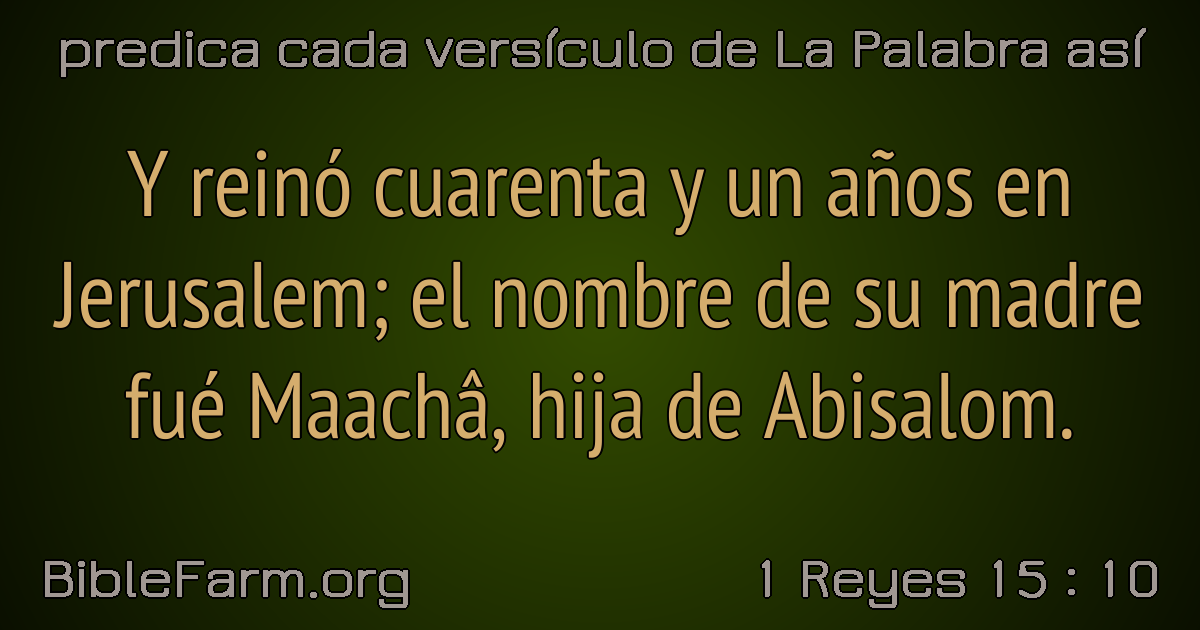 predica cada versículo de La Palabra así
Y reinó cuarenta y un años en
Jerusalem; el nombre de su madre
fué Maachâ, hija de Abisalom.
BibleFarm.org
1 Reyes 15 : 10